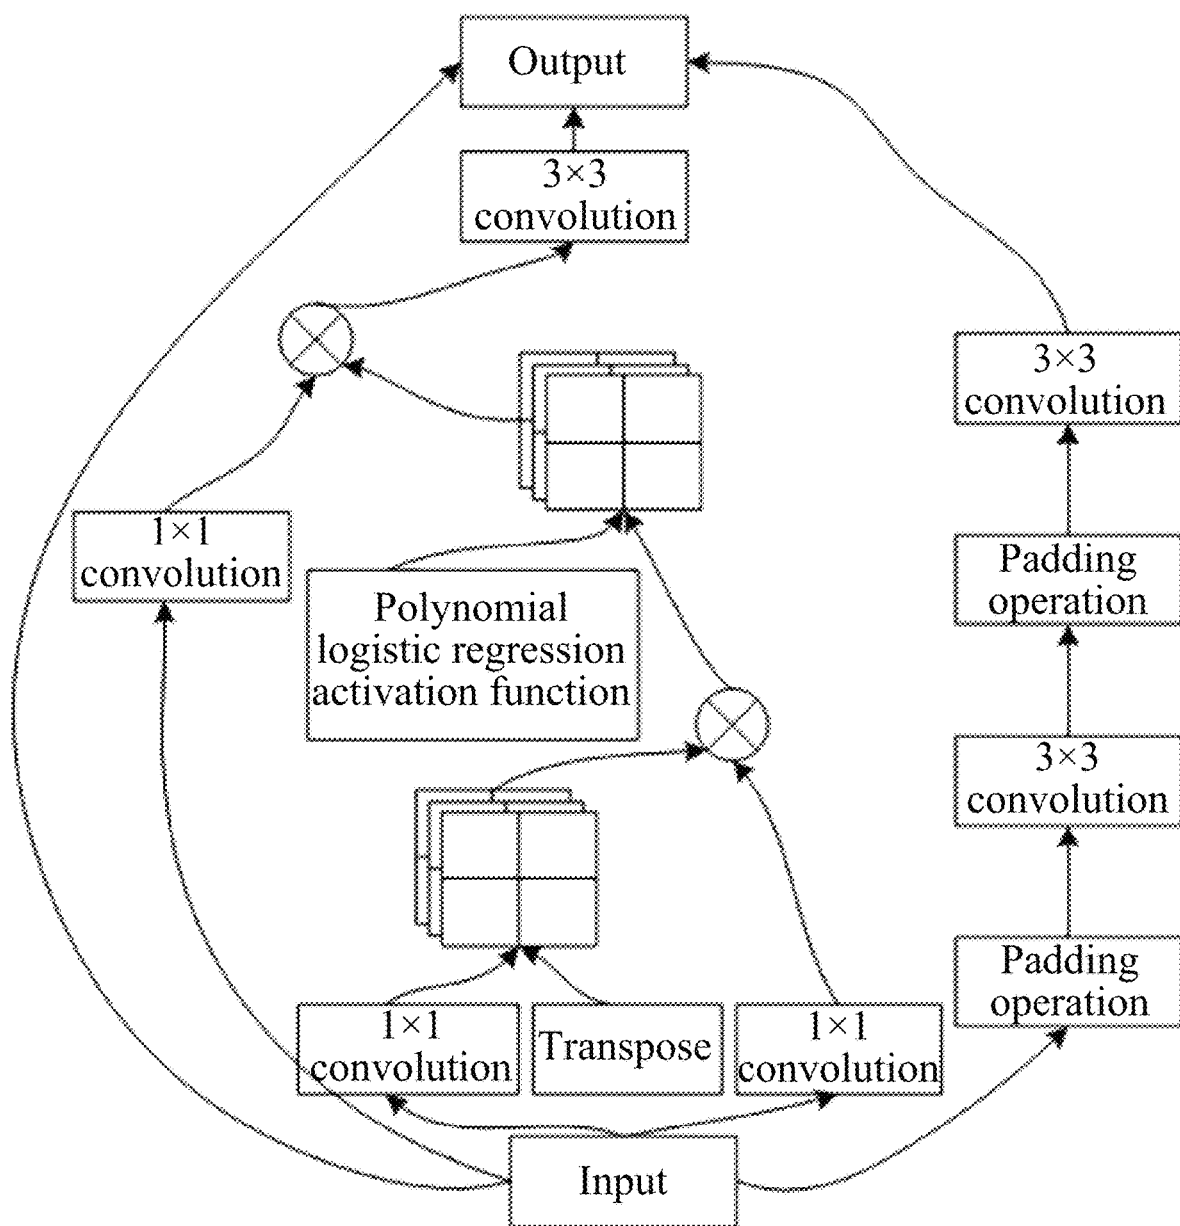 Output
3×3
convolution
3×3
convolution
1×1
convolution
Polynomial
logistic regression
activation function
Padding
operation
3×3
convolution
Padding
operation
1×1
convolution
Transpose
1×1
convolution
Input